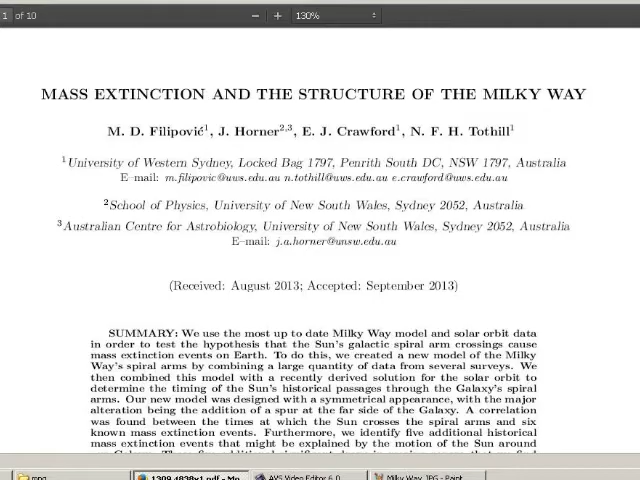 1 of 10
130%
MASS EXTINCTION AND THE STRUCTURE OF THE MILKY WAY
M. D. Filipović1, J. Horner2,3, E. J. Crawford1, N. F. H. Tothill1
1University of Western Sydney, Locked Bag 1797, Penrith South DC, NSW 1797, Australia
E–mail: m.filipovic@uws.edu.au n.tothill@uws.edu.au e.crawford@uws.edu.au
2School of Physics, University of New South Wales, Sydney 2052, Australia
3Australian Centre for Astrobiology, University of New South Wales, Sydney 2052, Australia
E–mail: j.a.horner@unsw.edu.au
(Received: August 2013; Accepted: September 2013)
SUMMARY: We use the most up to date Milky Way model and solar orbit data
in order to test the hypothesis that the Sun's galactic spiral arm crossings cause
mass extinction events on Earth. To do this, we created a new model of the Milky
Way's spiral arms by combining a large quantity of data from several surveys. We
then combined this model with a recently derived solution for the solar orbit to
determine the timing of the Sun's historical passages through the Galaxy's spiral
arms. Our new model was designed with a symmetrical appearance, with the major
alteration being the addition of a spur at the far side of the Galaxy. A correlation
was found between the times at which the Sun crosses the spiral arms and six
known mass extinction events. Furthermore, we identify five additional historical
mass extinction events that might be explained by the motion of the Sun around
mpg
1309.4838v1.pdf - Mo...
AVS Video Editor 6.0
Milky Way.JPG - Paint